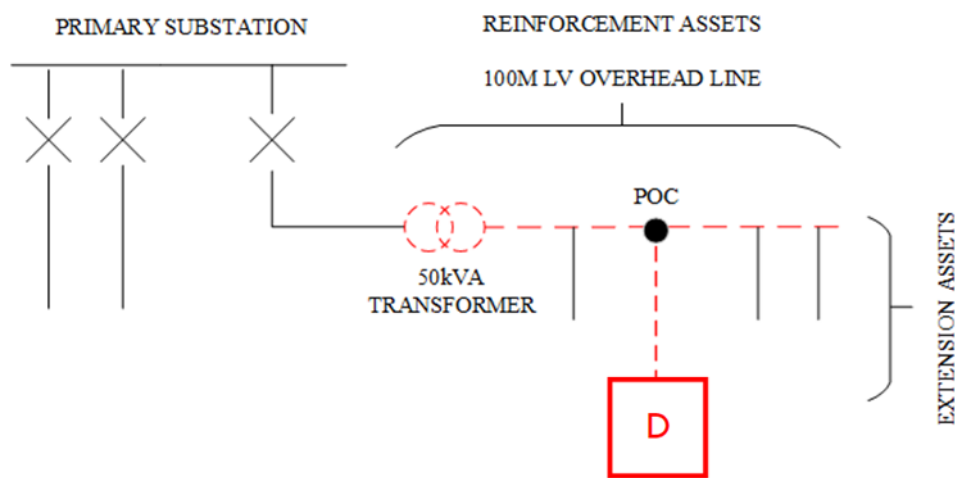 PRIMARY SUBSTATION
REINFORCEMENT ASSETS
100M LV OVERHEAD LINE
POC
50kVA
TRANSFORMER
EXTENSION ASSETS
D